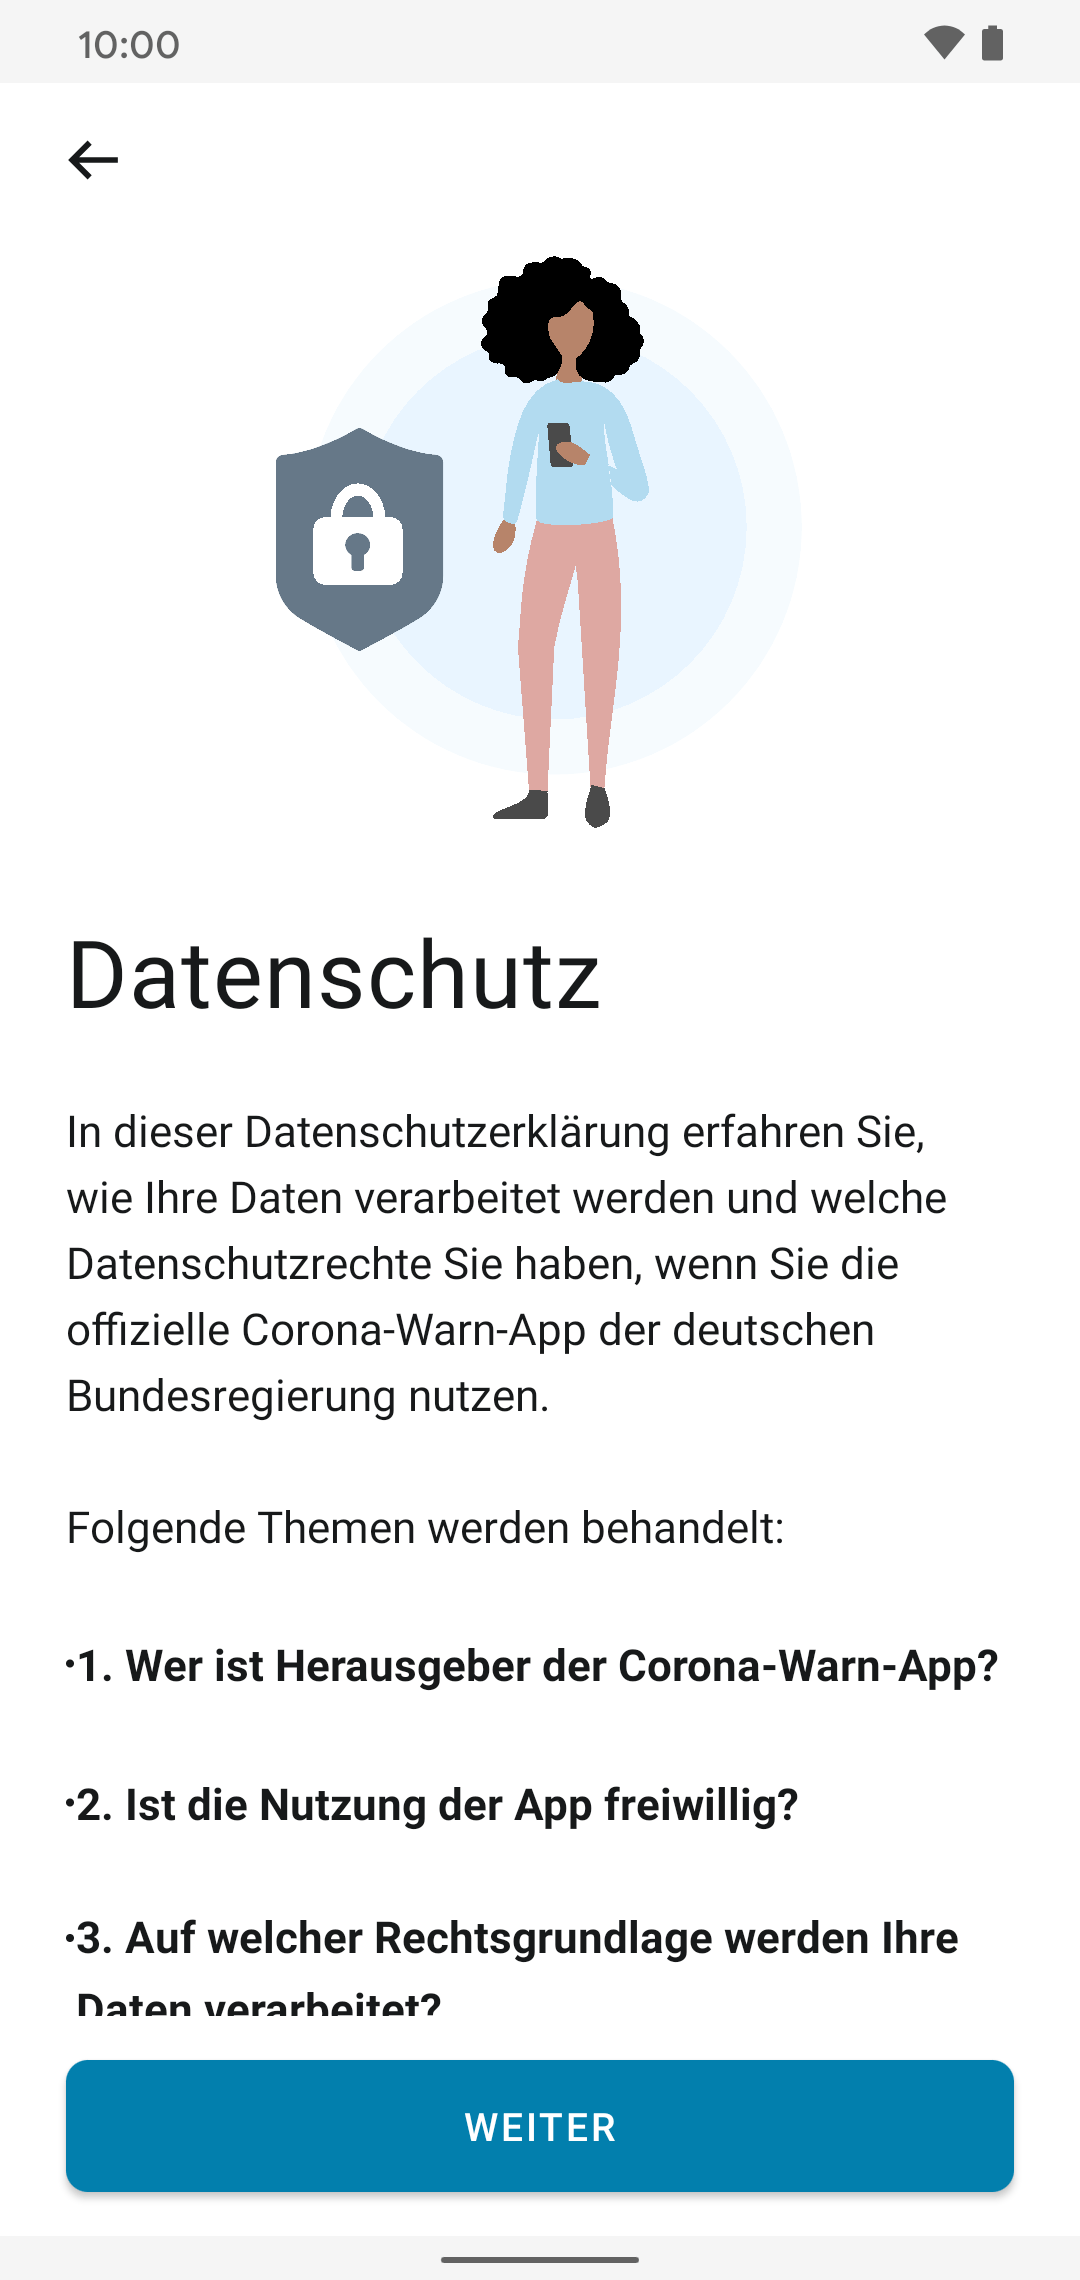 10:00
Datenschutz
In dieser Datenschutzerklärung erfahren Sie,
wie Ihre Daten verarbeitet werden und welche
Datenschutzrechte Sie haben, wenn Sie die
offizielle Corona-Warn-App der deutschen
Bundesregierung nutzen.
Folgende Themen werden behandelt:
·1. Wer ist Herausgeber der Corona-Warn-App?
·2. Ist die Nutzung der App freiwillig?
·3. Auf welcher Rechtsgrundlage werden Ihre
Daten verarbeitet?
WEITER